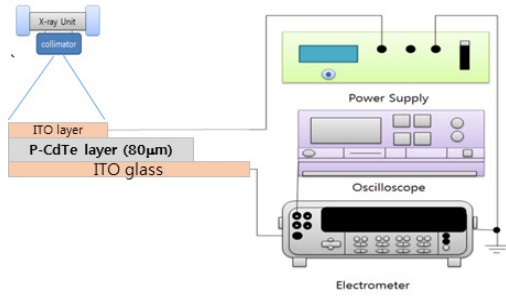 X-ray Unit
collimator
ITO layer
P-CdTe layer (80μm)
ITO glass
Power Supply
Oscilloscope
Electrometer